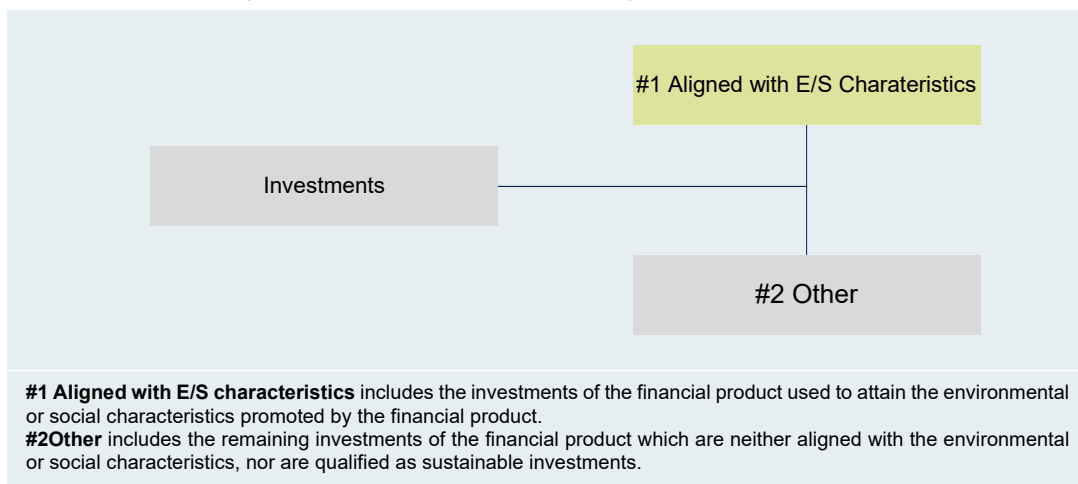 #1 Aligned with E/S Charateristics
Investments
#2 Other
#1 Aligned with E/S characteristics includes the investments of the financial product used to attain the environmental
or social characteristics promoted by the financial product.
#2Other includes the remaining investments of the financial product which are neither aligned with the environmental
or social characteristics, nor are qualified as sustainable investments.